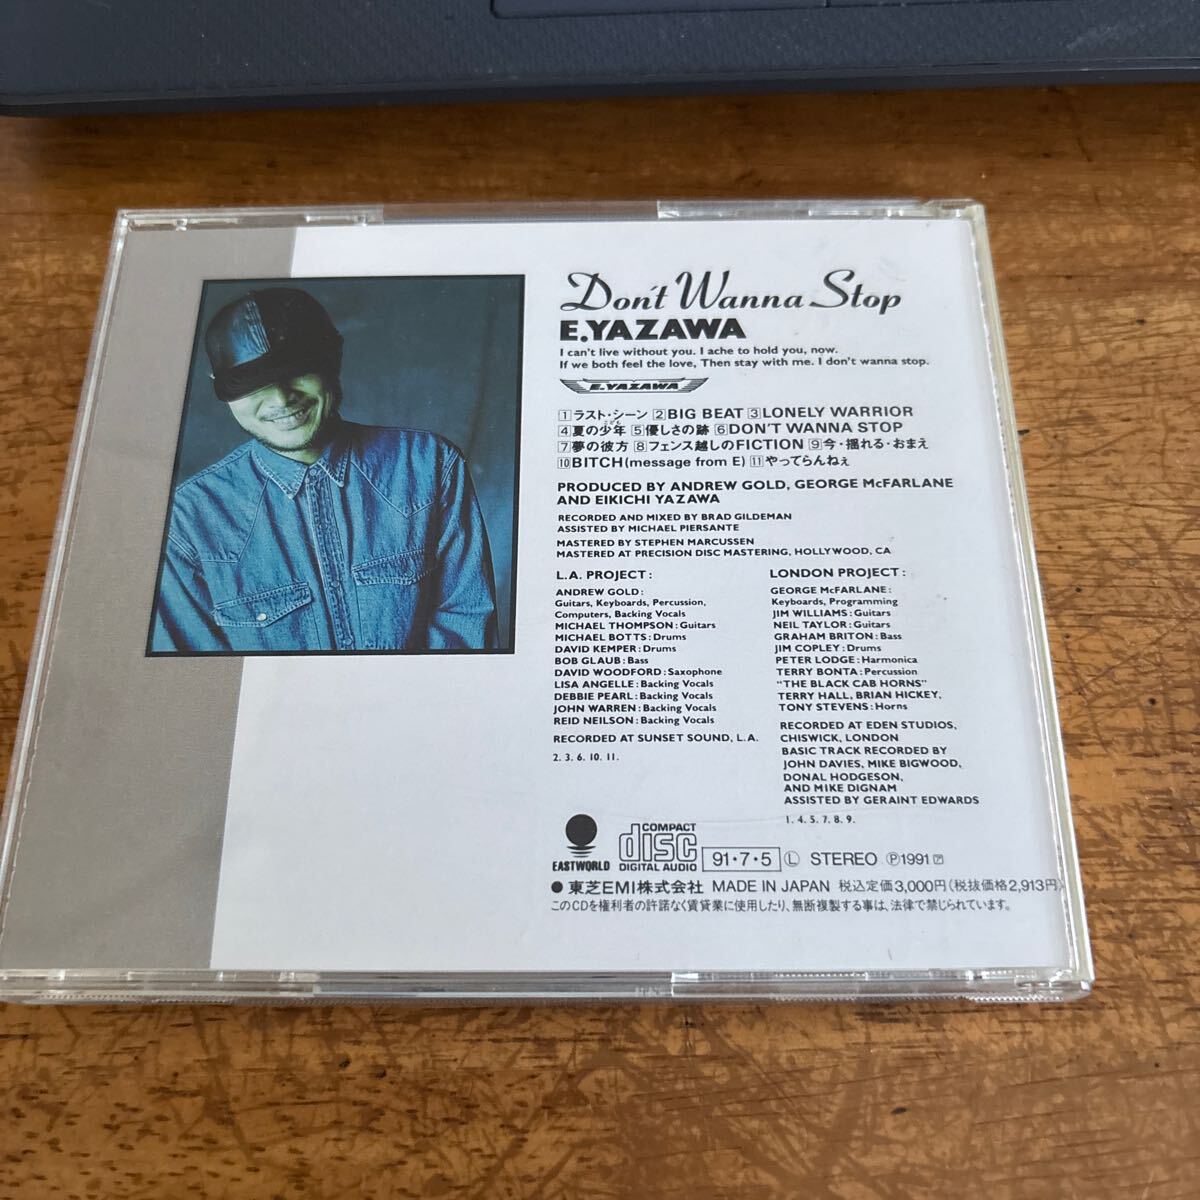 Don't Wanna Stop
E.YAZAWA
I can't live without you. I ache to hold you, now.
If we both feel the love, Then stay with me. I don't wanna stop.
E.YAZAWA
1 ラスト・シーン 2 BIG BEAT 3 LONELY WARRIOR
4 夏の少年 5 優しさの跡 6 DON'T WANNA STOP
7 夢の彼方 8 フェンス越しのFICTION 9 今・揺れる・おまえ
10 BITCH (message from E) 11 やってらんねぇ
PRODUCED BY ANDREW GOLD, GEORGE McFARLANE
AND EIKICHI YAZAWA
RECORDED AND MIXED BY BRAD GILDEMAN
ASSISTED BY MICHAEL PIERSANTE
MASTERED BY STEPHEN MARCUSSEN
MASTERED AT PRECISION DISC MASTERING, HOLLYWOOD, CA
L.A. PROJECT :
ANDREW GOLD :
Guitars, Keyboards, Percussion,
Computers, Backing Vocals
MICHAEL THOMPSON : Guitars
MICHAEL BOTTS : Drums
DAVID KEMPER : Drums
BOB GLAUB : Bass
DAVID WOODFORD : Saxophone
LISA ANGELLE : Backing Vocals
DEBBIE PEARL : Backing Vocals
JOHN WARREN : Backing Vocals
REID NEILSON : Backing Vocals
RECORDED AT SUNSET SOUND, L.A.
2. 3. 6. 10. 11.
LONDON PROJECT :
GEORGE McFARLANE :
Keyboards, Programming
JIM WILLIAMS : Guitars
NEIL TAYLOR : Guitars
GRAHAM BRITON : Bass
JIM COPLEY : Drums
PETER LODGE : Harmonica
TERRY BONTA : Percussion
"THE BLACK CAB HORNS"
TERRY HALL, BRIAN HICKEY,
TONY STEVENS : Horns
RECORDED AT EDEN STUDIOS,
CHISWICK, LONDON
BASIC TRACK RECORDED BY
JOHN DAVIES, MIKE BIGWOOD,
DONAL HODGESON,
AND MIKE DIGNAM
ASSISTED BY GERAINT EDWARDS
1. 4. 5. 7. 8. 9.
EASTWORLD
COMPACT disc DIGITAL AUDIO
91・7・5 Ⓛ STEREO Ⓟ1991
●東芝EMI株式会社 MADE IN JAPAN 税込定価3,000円(税抜価格2,913円)
このCDを権利者の許諾なく賃貸業に使用したり、無断複製する事は、法律で禁じられています。